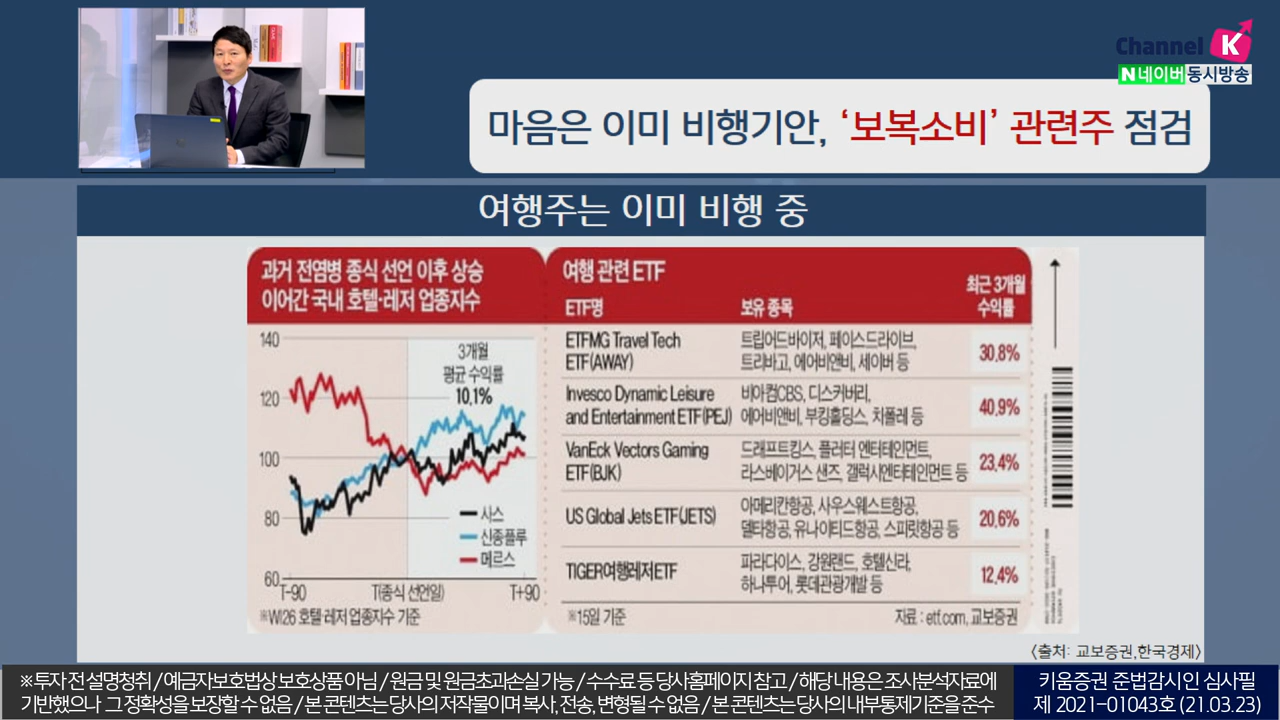 Channel K
N네이버 동시방송
마음은 이미 비행기안, ‘보복소비’ 관련주 점검
여행주는 이미 비행 중
과거 전염병 종식 선언 이후 상승
이어간 국내 호텔·레저 업종지수
140
120
100
80
60
3개월
평균 수익률
10.1%
사스
신종플루
메르스
T-90
T(종식 선언일)
T+90
※WI26 호텔·레저 업종지수 기준
여행 관련 ETF
ETF명
보유 종목
최근 3개월
수익률
ETFMG Travel Tech
ETF(AWAY)
트립어드바이저, 페이스드라이브,
트리바고, 에어비앤비, 세이버 등
30.8%
Invesco Dynamic Leisure
and Entertainment ETF(PEJ)
비아컴CBS, 디스커버리,
에어비앤비, 부킹홀딩스, 치폴레 등
40.9%
VanEck Vectors Gaming
ETF(BJK)
드래프트킹스, 플러터 엔터테인먼트,
라스베이거스 샌즈, 갤럭시엔터테인먼트 등
23.4%
US Global Jets ETF(JETS)
아메리칸항공, 사우스웨스트항공,
델타항공, 유나이티드항공, 스피릿항공 등
20.6%
TIGER여행레저ETF
파라다이스, 강원랜드, 호텔신라,
하나투어, 롯데관광개발 등
12.4%
※15일 기준
자료 : etf.com, 교보증권
〈출처: 교보증권,한국경제〉
※ 투자 전 설명청취 / 예금자보호법상 보호상품 아님 / 원금 및 원금초과손실 가능 / 수수료 등 당사홈페이지 참고 / 해당 내용은 조사분석자료에
기반했으나 그 정확성을 보장할 수 없음 / 본 콘텐츠는 당사의 저작물이며 복사, 전송, 변형될 수 없음 / 본 콘텐츠는 당사의 내부통제기준을 준수
키움증권 준법감시인 심사필
제 2021-01043호 (21.03.23)